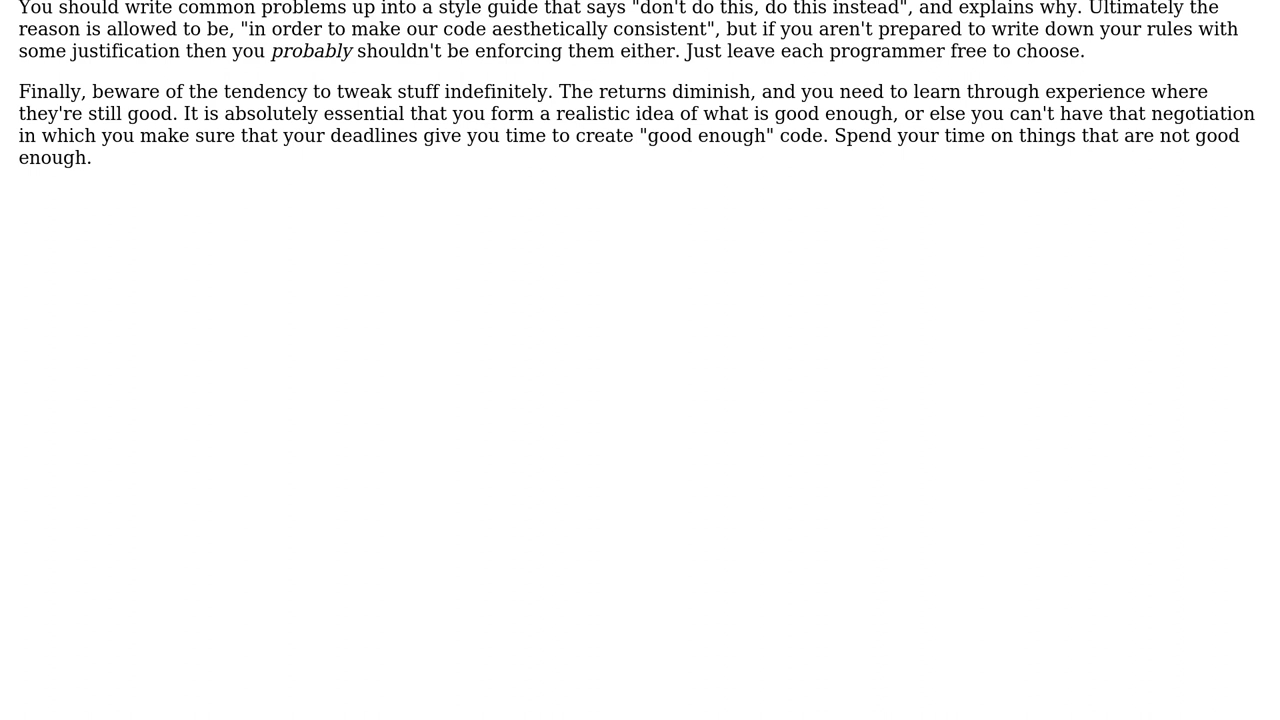 You should write common problems up into a style guide that says "don't do this, do this instead", and explains why. Ultimately the
reason is allowed to be, "in order to make our code aesthetically consistent", but if you aren't prepared to write down your rules with
some justification then you probably shouldn't be enforcing them either. Just leave each programmer free to choose.
Finally, beware of the tendency to tweak stuff indefinitely. The returns diminish, and you need to learn through experience where
they're still good. It is absolutely essential that you form a realistic idea of what is good enough, or else you can't have that negotiation
in which you make sure that your deadlines give you time to create "good enough" code. Spend your time on things that are not good
enough.